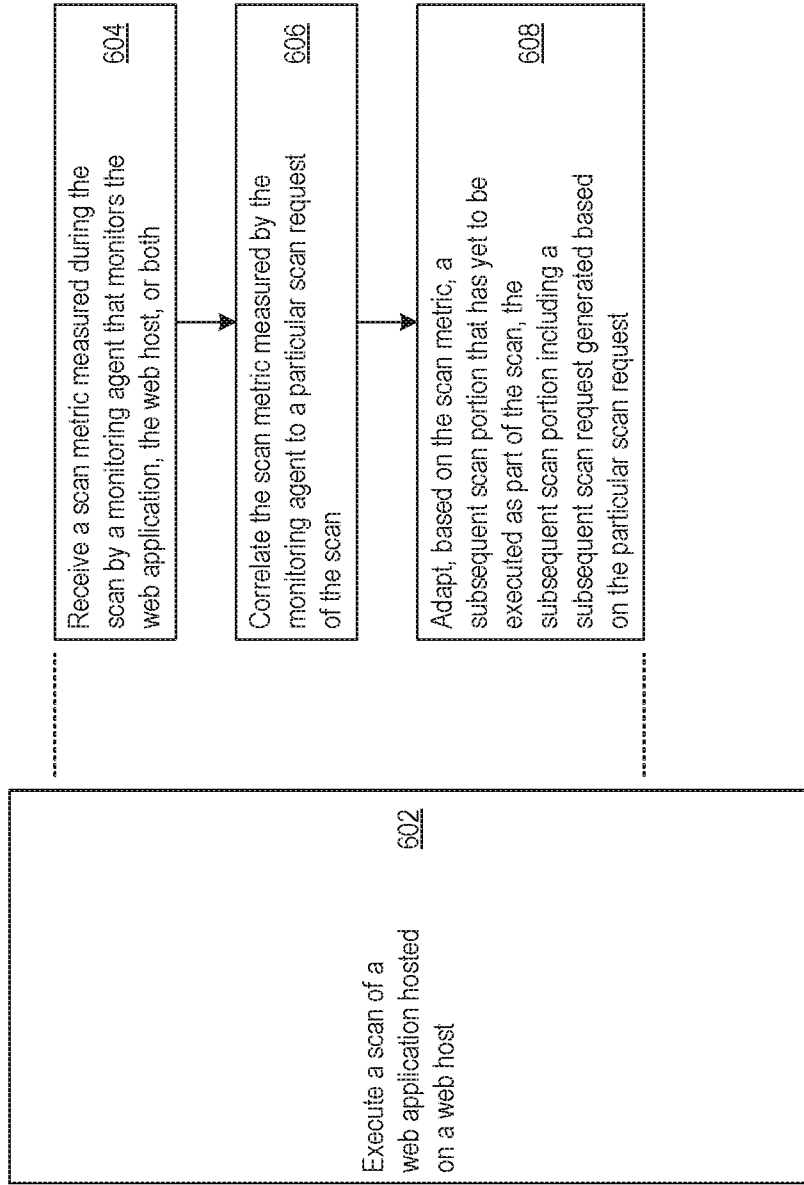 Execute a scan of a
web application hosted
on a web host
602
Receive a scan metric measured during the
scan by a monitoring agent that monitors the
web application, the web host, or both
604
Correlate the scan metric measured by the
monitoring agent to a particular scan request
of the scan
606
Adapt, based on the scan metric, a
subsequent scan portion that has yet to be
executed as part of the scan, the
subsequent scan portion including a
subsequent scan request generated based
on the particular scan request
608